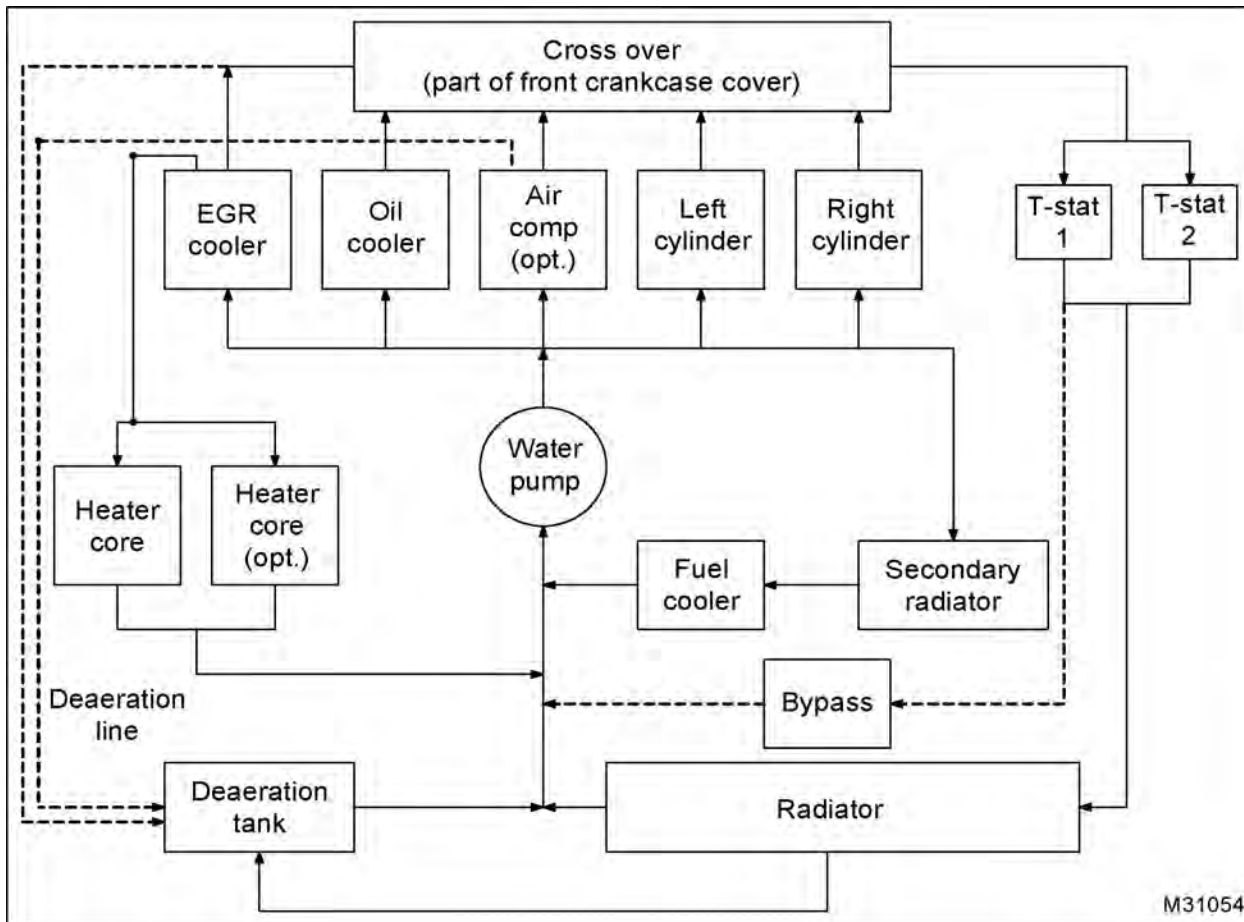 Cross over
(part of front crankcase cover)
EGR
cooler
Oil
cooler
Air
comp
(opt.)
Left
cylinder
Right
cylinder
T-stat
1
T-stat
2
Water
pump
Heater
core
Heater
core
(opt.)
Fuel
cooler
Secondary
radiator
Bypass
Deaeration
line
Deaeration
tank
Radiator
M31054